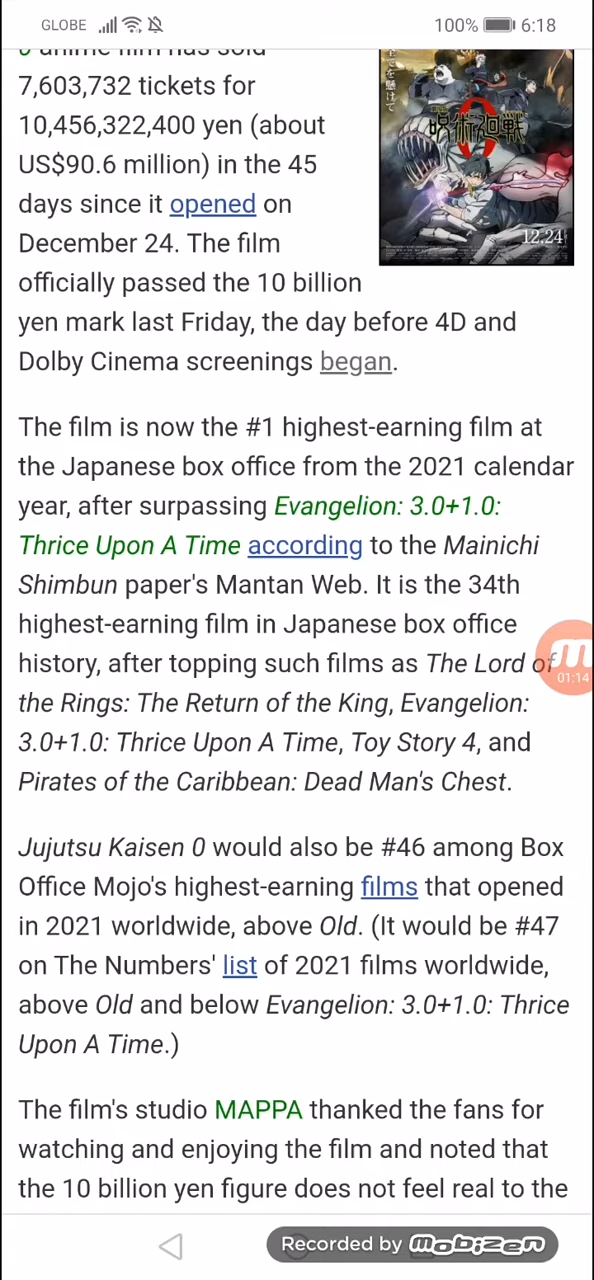 GLOBE 100% 6:18
0 anime film has sold
7,603,732 tickets for
10,456,322,400 yen (about
US$90.6 million) in the 45
days since it opened on
December 24. The film
officially passed the 10 billion
yen mark last Friday, the day before 4D and
Dolby Cinema screenings began.
呪術廻戦
0
12.24
The film is now the #1 highest-earning film at
the Japanese box office from the 2021 calendar
year, after surpassing Evangelion: 3.0+1.0:
Thrice Upon A Time according to the Mainichi
Shimbun paper's Mantan Web. It is the 34th
highest-earning film in Japanese box office
history, after topping such films as The Lord of
the Rings: The Return of the King, Evangelion:
3.0+1.0: Thrice Upon A Time, Toy Story 4, and
Pirates of the Caribbean: Dead Man's Chest.
01:14
Jujutsu Kaisen 0 would also be #46 among Box
Office Mojo's highest-earning films that opened
in 2021 worldwide, above Old. (It would be #47
on The Numbers' list of 2021 films worldwide,
above Old and below Evangelion: 3.0+1.0: Thrice
Upon A Time.)
The film's studio MAPPA thanked the fans for
watching and enjoying the film and noted that
the 10 billion yen figure does not feel real to the
Recorded by mobizen